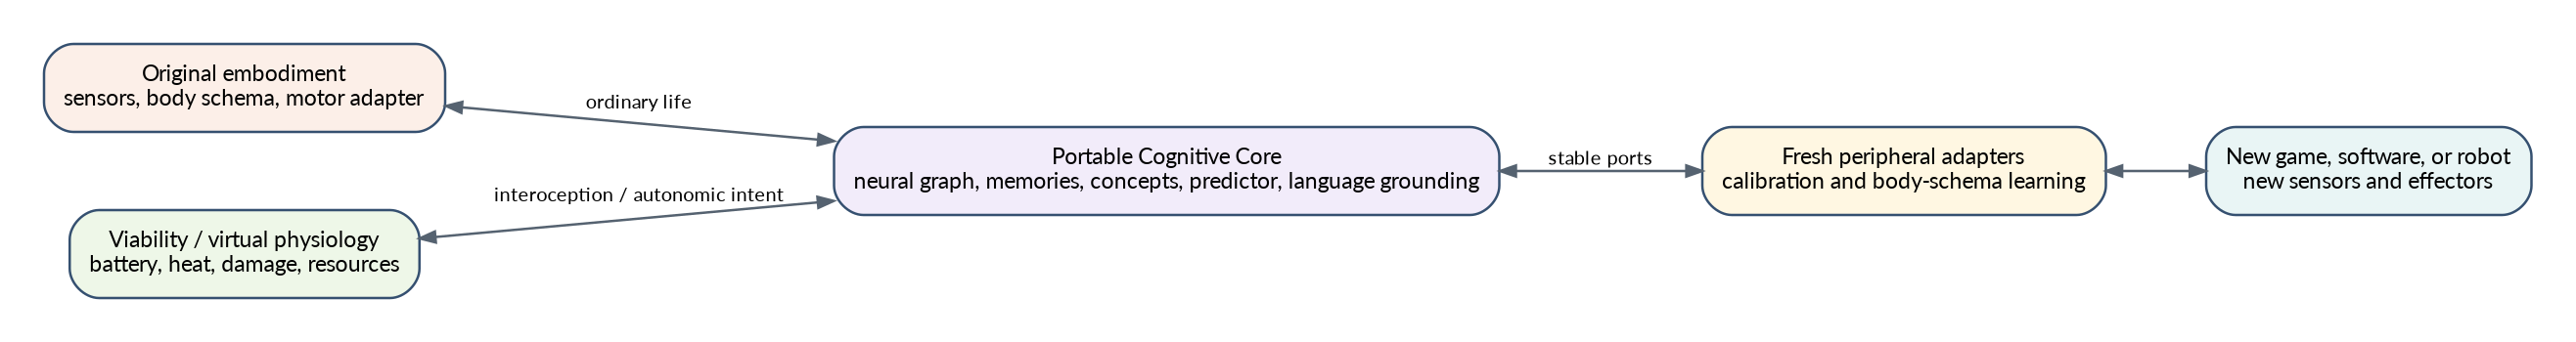 Original embodiment
sensors, body schema, motor adapter
ordinary life
Viability / virtual physiology
battery, heat, damage, resources
interoception / autonomic intent
Portable Cognitive Core
neural graph, memories, concepts, predictor, language grounding
stable ports
Fresh peripheral adapters
calibration and body-schema learning
New game, software, or robot
new sensors and effectors